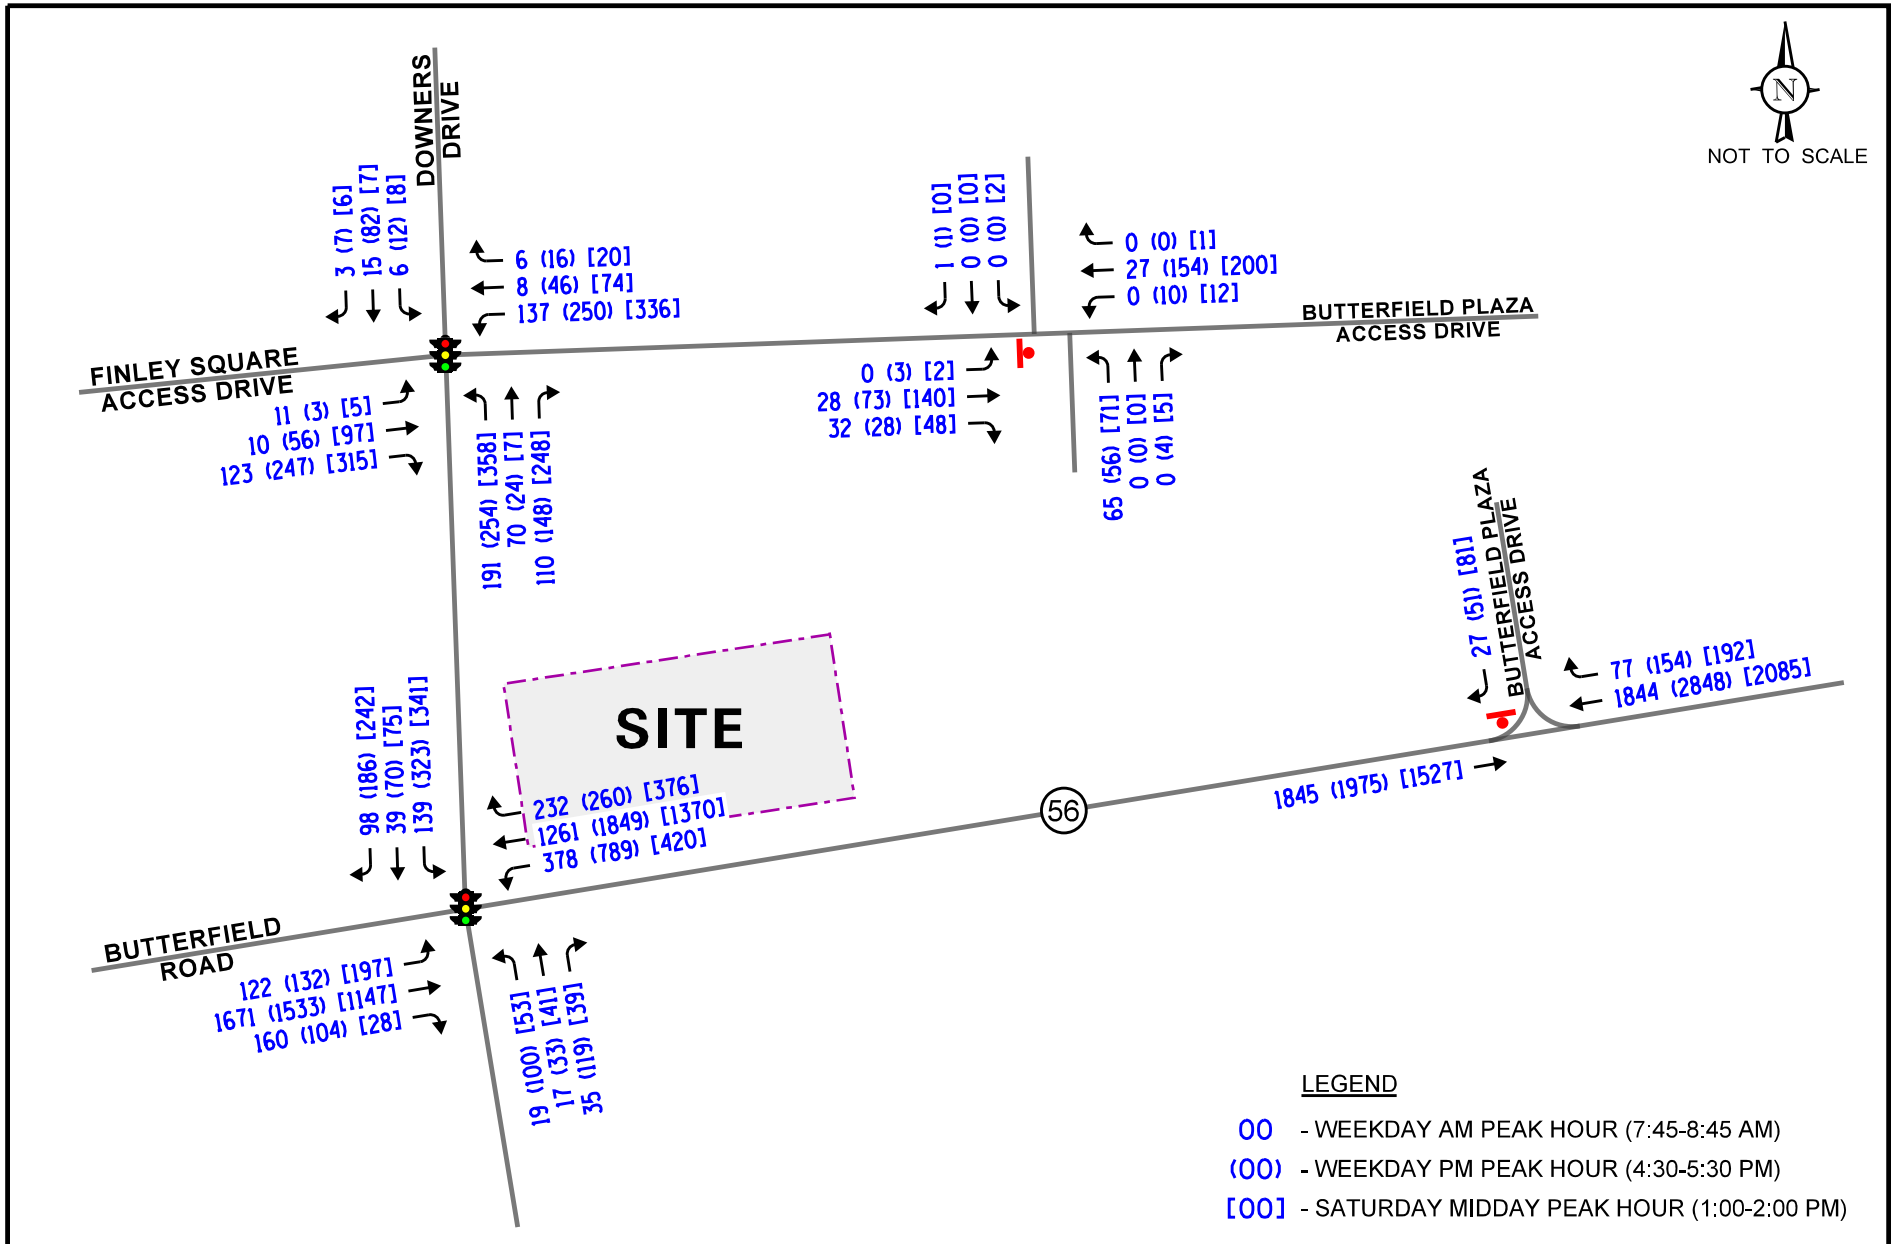 DOWNERS
DRIVE
N
NOT TO SCALE
3 (7) [6]
15 (82) [7]
6 (12) [8]
6 (16) [20]
8 (46) [74]
137 (250) [336]
1 (1) [0]
0 (0) [0]
0 (0) [2]
0 (0) [1]
27 (154) [200]
0 (10) [12]
BUTTERFIELD PLAZA
ACCESS DRIVE
FINLEY SQUARE
ACCESS DRIVE
11 (3) [5]
10 (56) [97]
123 (247) [315]
191 (254) [358]
70 (24) [7]
110 (148) [248]
0 (3) [2]
28 (73) [140]
32 (28) [48]
65 (56) [71]
0 (0) [0]
0 (4) [5]
27 (51) [81]
BUTTERFIELD PLAZA
ACCESS DRIVE
77 (154) [192]
1844 (2848) [2085]
1845 (1975) [1527]
SITE
98 (186) [242]
39 (70) [75]
139 (323) [341]
232 (260) [376]
1261 (1849) [1370]
378 (789) [420]
56
BUTTERFIELD
ROAD
122 (132) [197]
1671 (1533) [1147]
160 (104) [28]
19 (100) [53]
17 (33) [41]
35 (119) [39]
LEGEND
00 - WEEKDAY AM PEAK HOUR (7:45-8:45 AM)
(00) - WEEKDAY PM PEAK HOUR (4:30-5:30 PM)
[00] - SATURDAY MIDDAY PEAK HOUR (1:00-2:00 PM)